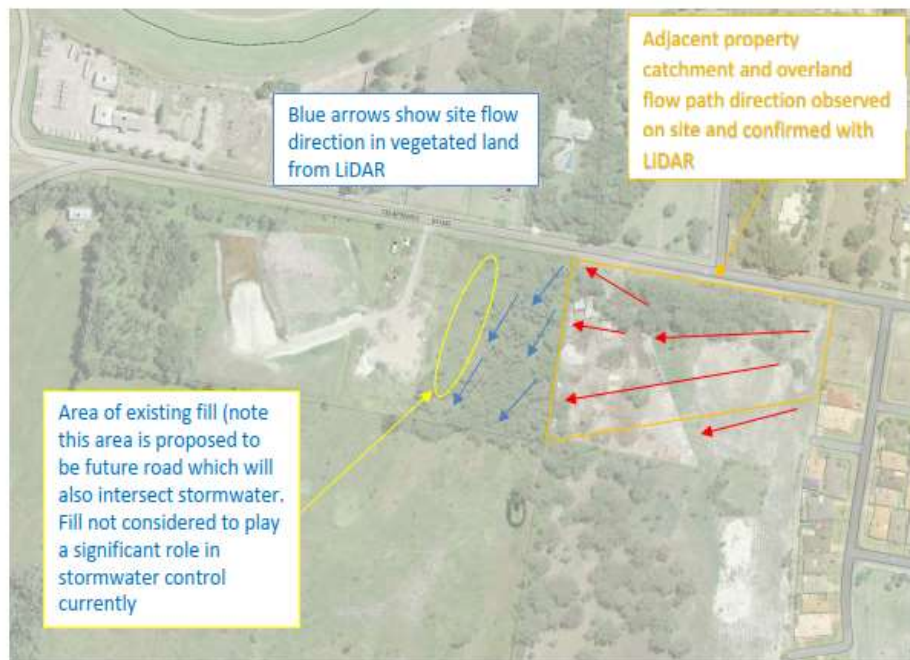 Adjacent property
catchment and overland
flow path direction observed
on site and confirmed with
LiDAR
Blue arrows show site flow
direction in vegetated land
from LiDAR
Area of existing fill (note
this area is proposed to
be future road which will
also intersect stormwater.
Fill not considered to play
a significant role in
stormwater control
currently